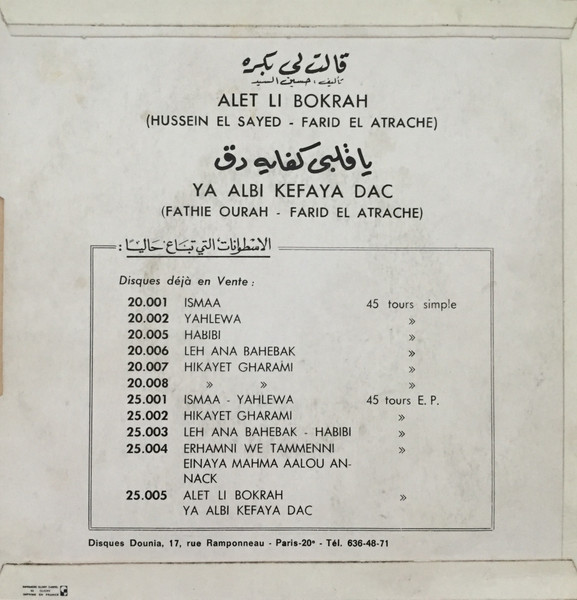 قالت لي بكره
تأليف: حسين السيد
ALET LI BOKRAH
(HUSSEIN EL SAYED - FARID EL ATRACHE)
يا قلبي كفايه دق
YA ALBI KEFAYA DAC
(FATHIE OURAH - FARID EL ATRACHE)
الاسطوانات التي تباع حاليا :
Disques déjà en Vente :
20.001 ISMAA 45 tours simple
20.002 YAHLEWA »
20.005 HABIBI »
20.006 LEH ANA BAHEBAK »
20.007 HIKAYET GHARAMI »
20.008 » » »
25.001 ISMAA - YAHLEWA 45 tours E. P.
25.002 HIKAYET GHARAMI »
25.003 LEH ANA BAHEBAK - HABIBI »
25.004 ERHAMNI WE TAMMENNI »
EINAYA MAHMA AALOU AN-
NACK
25.005 ALET LI BOKRAH »
YA ALBI KEFAYA DAC
Disques Dounia, 17, rue Ramponneau - Paris-20e - Tél. 636-48-71